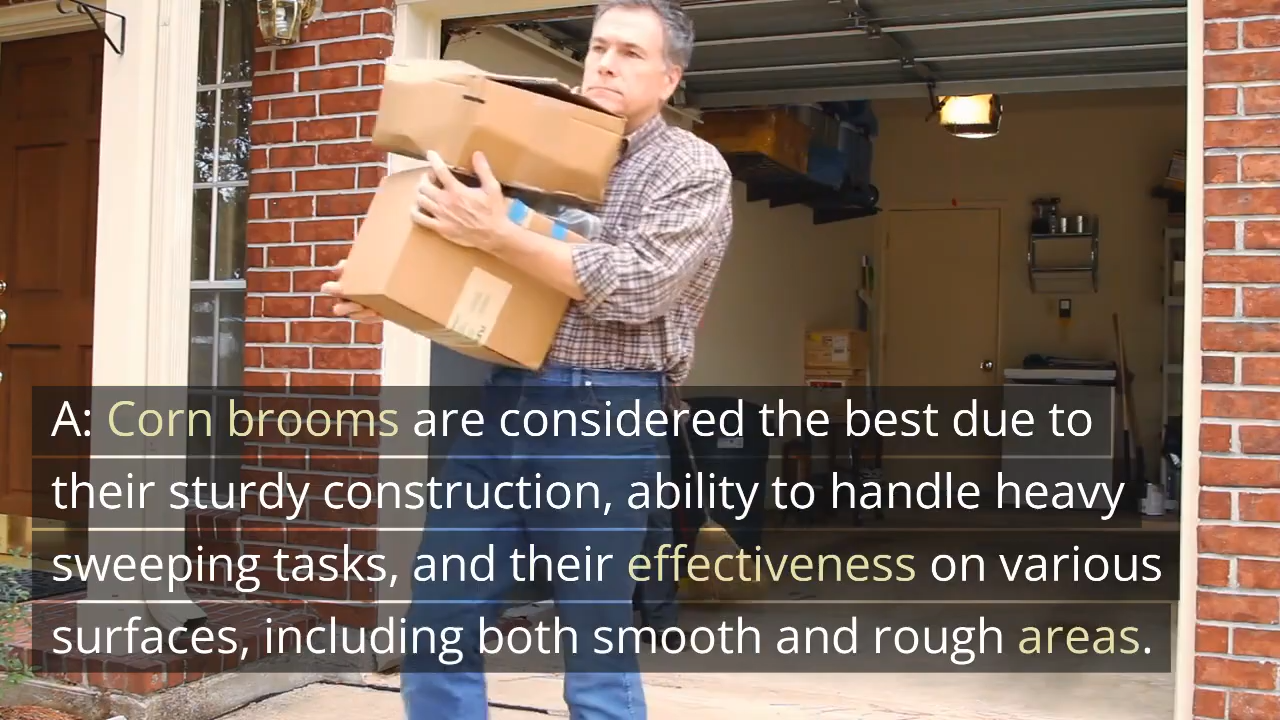 A: Corn brooms are considered the best due to
their sturdy construction, ability to handle heavy
sweeping tasks, and their effectiveness on various
surfaces, including both smooth and rough areas.